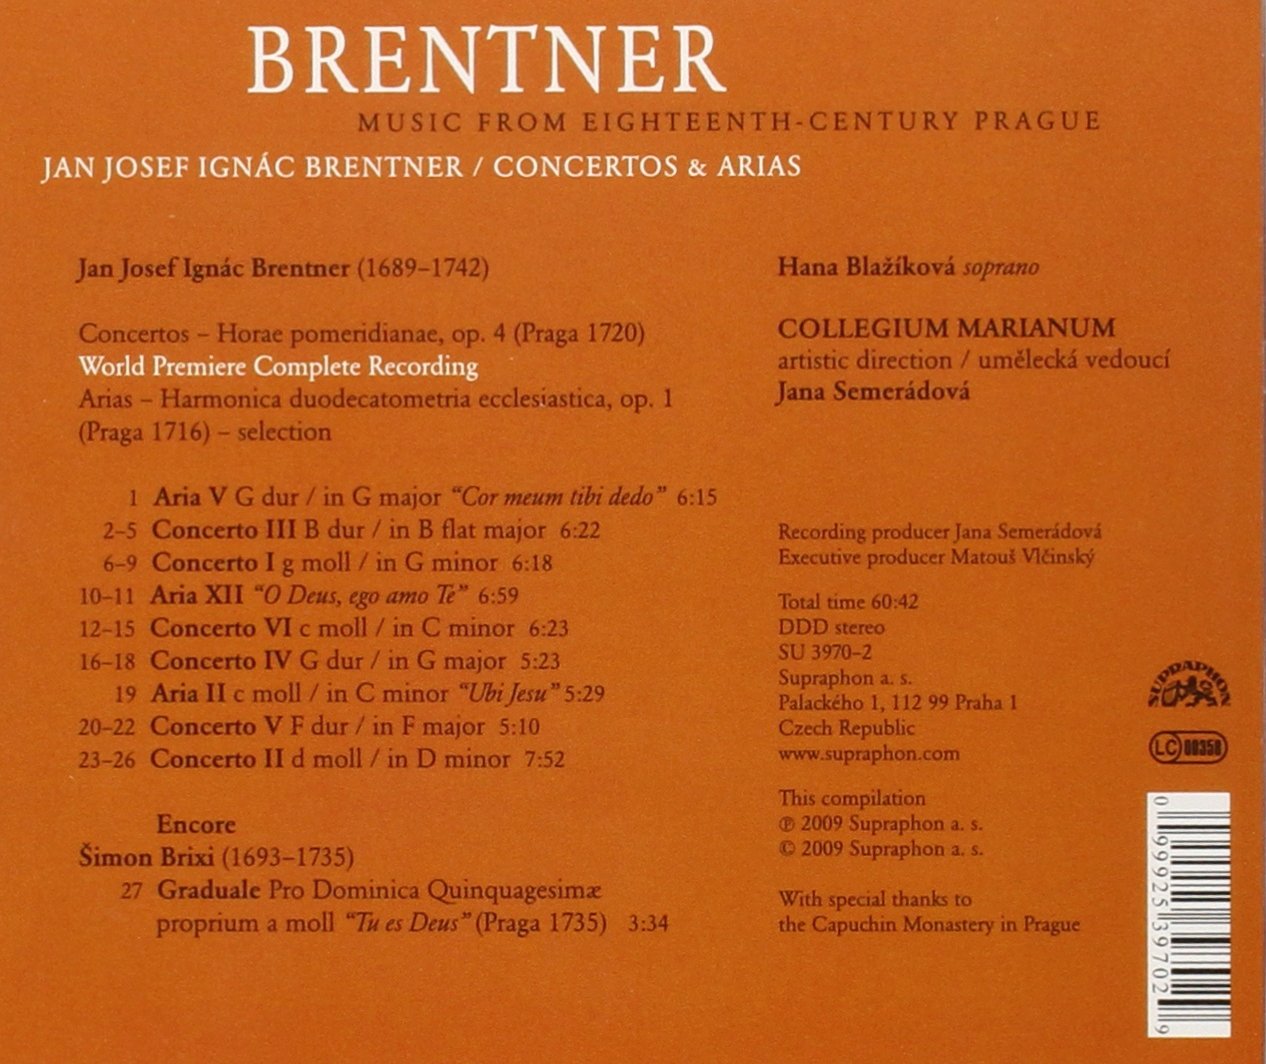 BRENTNER
MUSIC FROM EIGHTEENTH-CENTURY PRAGUE
JAN JOSEF IGNÁC BRENTNER / CONCERTOS & ARIAS
Jan Josef Ignác Brentner (1689–1742)
Concertos – Horae pomeridianae, op. 4 (Praga 1720)
World Premiere Complete Recording
Arias – Harmonica duodecatometria ecclesiastica, op. 1
(Praga 1716) – selection
1 Aria V G dur / in G major “Cor meum tibi dedo” 6:15
2–5 Concerto III B dur / in B flat major 6:22
6–9 Concerto I g moll / in G minor 6:18
10–11 Aria XII “O Deus, ego amo Te” 6:59
12–15 Concerto VI c moll / in C minor 6:23
16–18 Concerto IV G dur / in G major 5:23
19 Aria II c moll / in C minor “Ubi Jesu” 5:29
20–22 Concerto V F dur / in F major 5:10
23–26 Concerto II d moll / in D minor 7:52
Encore
Šimon Brixi (1693–1735)
27 Graduale Pro Dominica Quinquagesimæ
proprium a moll “Tu es Deus” (Praga 1735) 3:34
Hana Blažíková soprano
COLLEGIUM MARIANUM
artistic direction / umělecká vedoucí
Jana Semerádová
Recording producer Jana Semerádová
Executive producer Matouš Vlčinský
Total time 60:42
DDD stereo
SU 3970–2
Supraphon a. s.
Palackého 1, 112 99 Praha 1
Czech Republic
www.supraphon.com
This compilation
℗ 2009 Supraphon a. s.
© 2009 Supraphon a. s.
With special thanks to
the Capuchin Monastery in Prague
SUPRAPHON
LC 00358
0 99925 39702 9